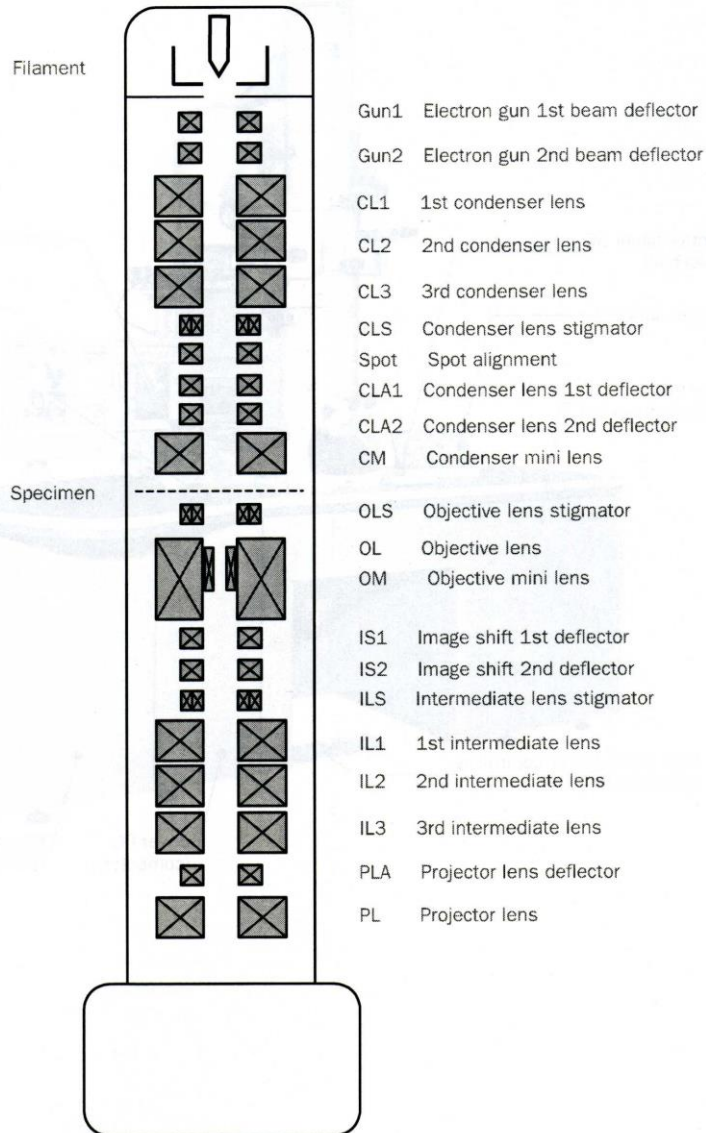 Filament
Gun1 Electron gun 1st beam deflector
Gun2 Electron gun 2nd beam deflector
CL1 1st condenser lens
CL2 2nd condenser lens
CL3 3rd condenser lens
CLS Condenser lens stigmator
Spot Spot alignment
CLA1 Condenser lens 1st deflector
CLA2 Condenser lens 2nd deflector
CM Condenser mini lens
Specimen
OLS Objective lens stigmator
OL Objective lens
OM Objective mini lens
IS1 Image shift 1st deflector
IS2 Image shift 2nd deflector
ILS Intermediate lens stigmator
IL1 1st intermediate lens
IL2 2nd intermediate lens
IL3 3rd intermediate lens
PLA Projector lens deflector
PL Projector lens